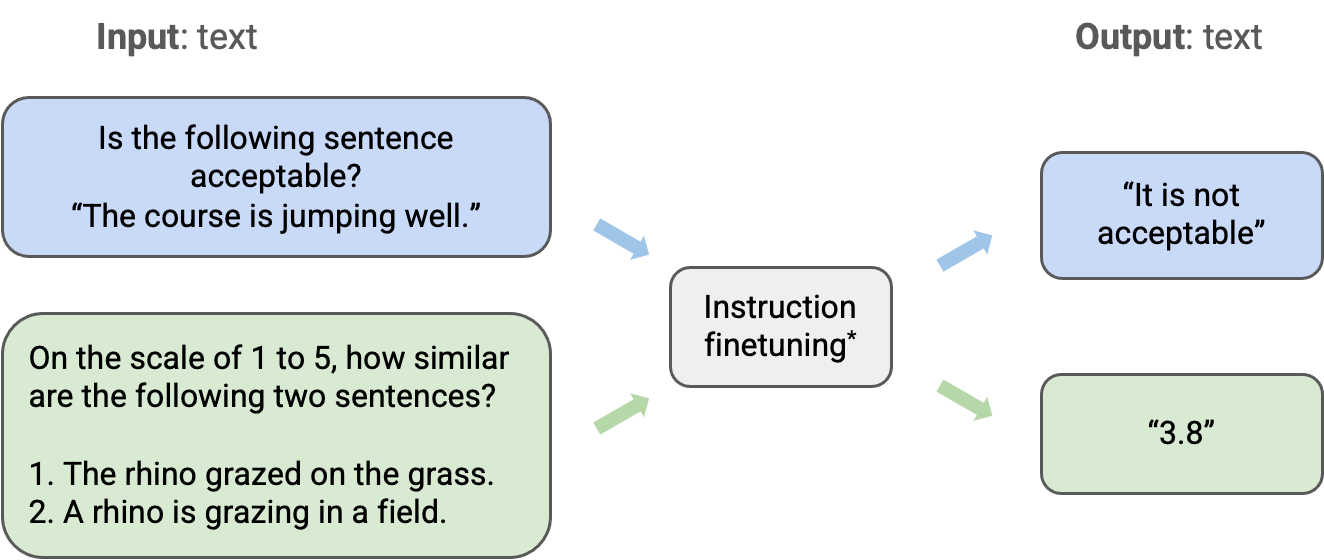 Input: text
Output: text
Is the following sentence
acceptable?
“The course is jumping well.”
On the scale of 1 to 5, how similar
are the following two sentences?
1. The rhino grazed on the grass.
2. A rhino is grazing in a field.
Instruction
finetuning*
“It is not
acceptable”
“3.8”